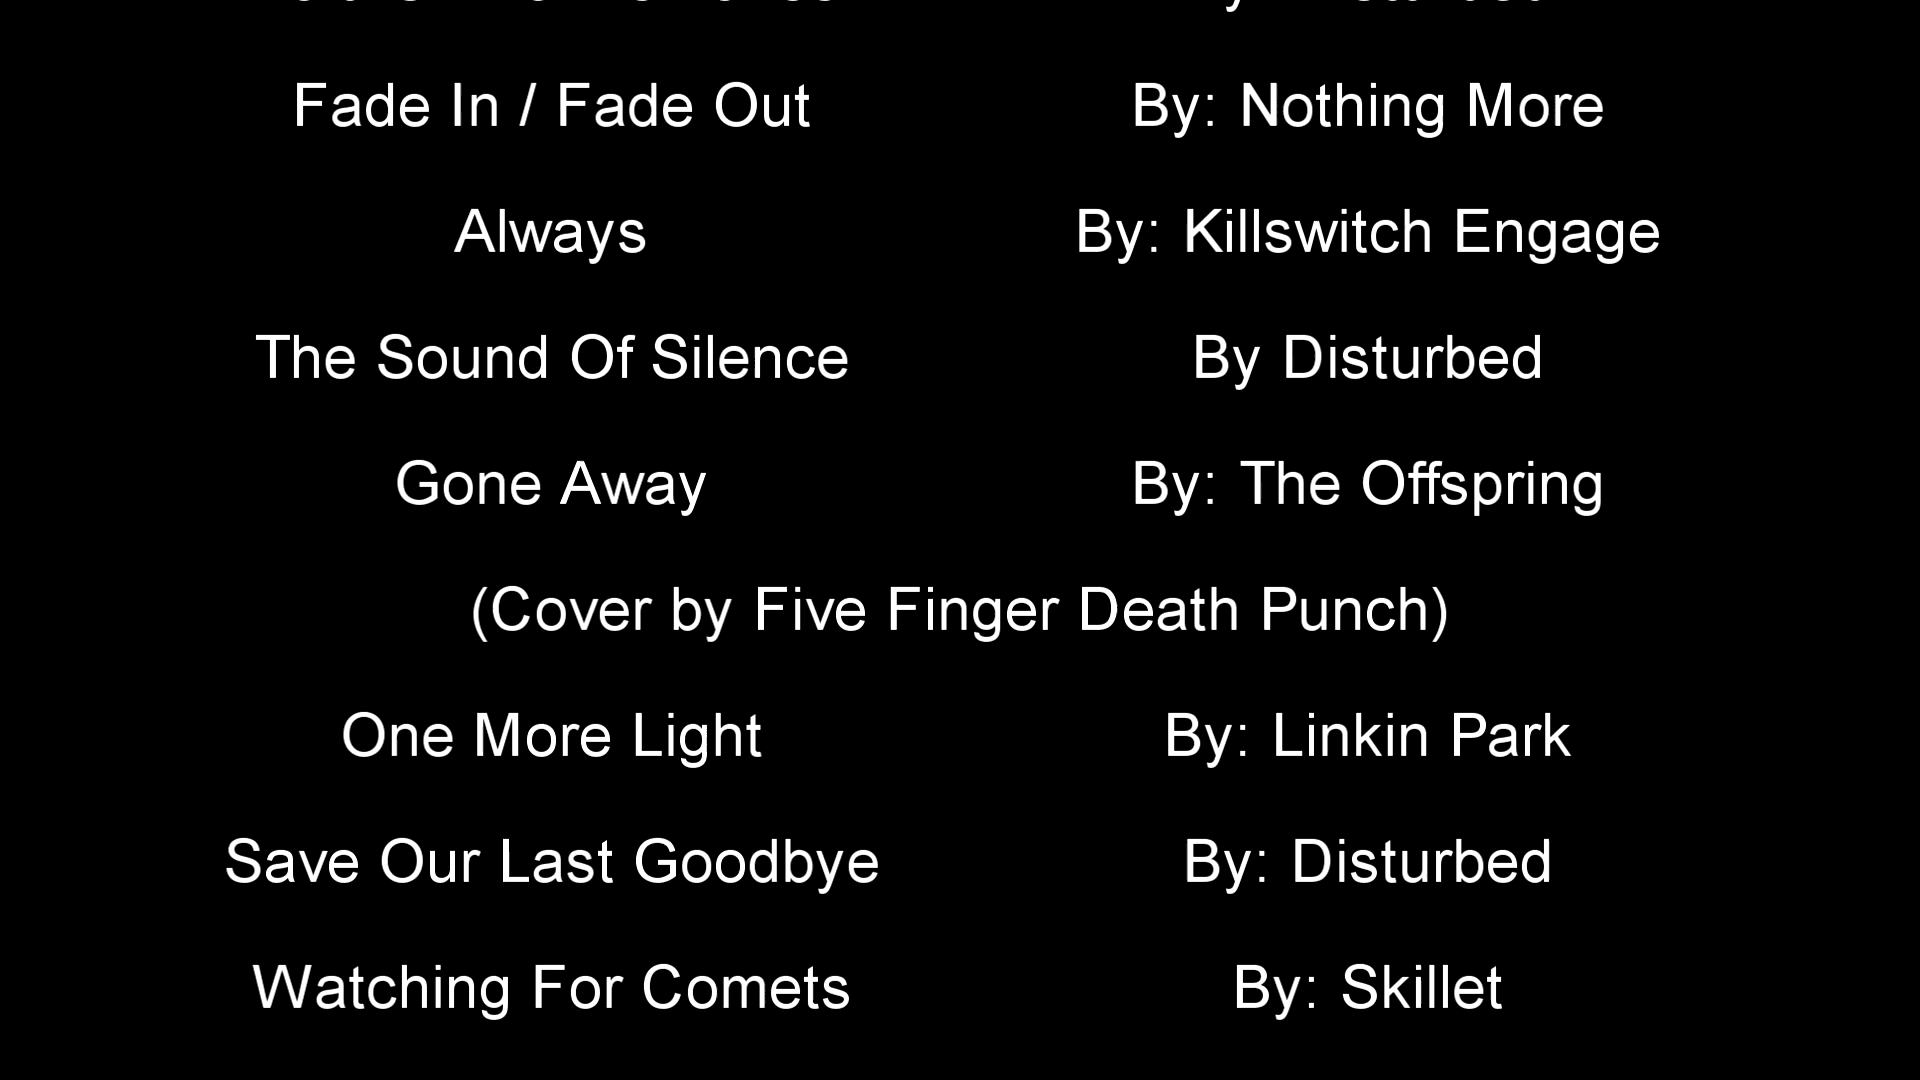 Fade In / Fade Out By: Nothing More
Always By: Killswitch Engage
The Sound Of Silence By Disturbed
Gone Away By: The Offspring
(Cover by Five Finger Death Punch)
One More Light By: Linkin Park
Save Our Last Goodbye By: Disturbed
Watching For Comets By: Skillet